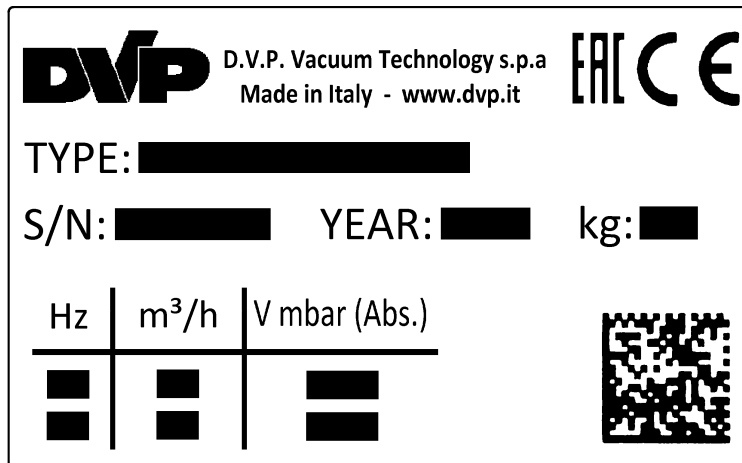 DVP D.V.P. Vacuum Technology s.p.a EAC CE
Made in Italy - www.dvp.it
TYPE:
S/N: YEAR: kg:
Hz m³/h V mbar (Abs.)